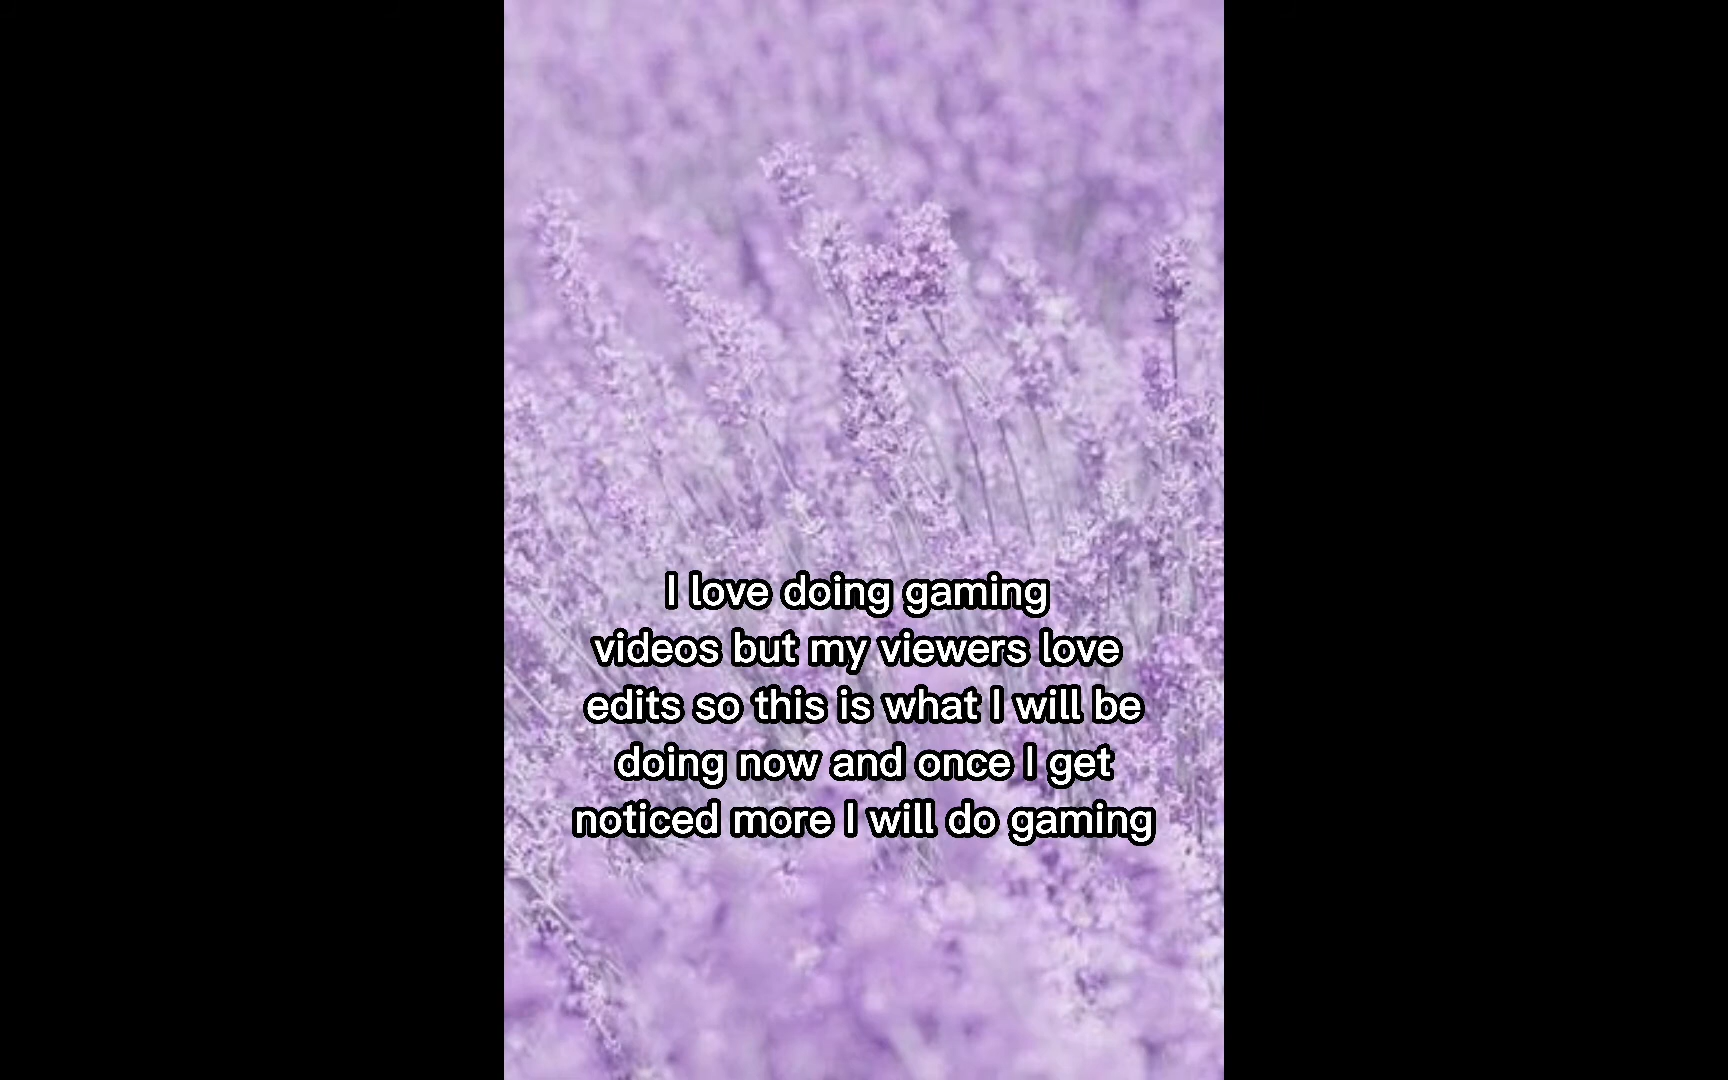 I love doing gaming
videos but my viewers love
edits so this is what I will be
doing now and once I get
noticed more I will do gaming